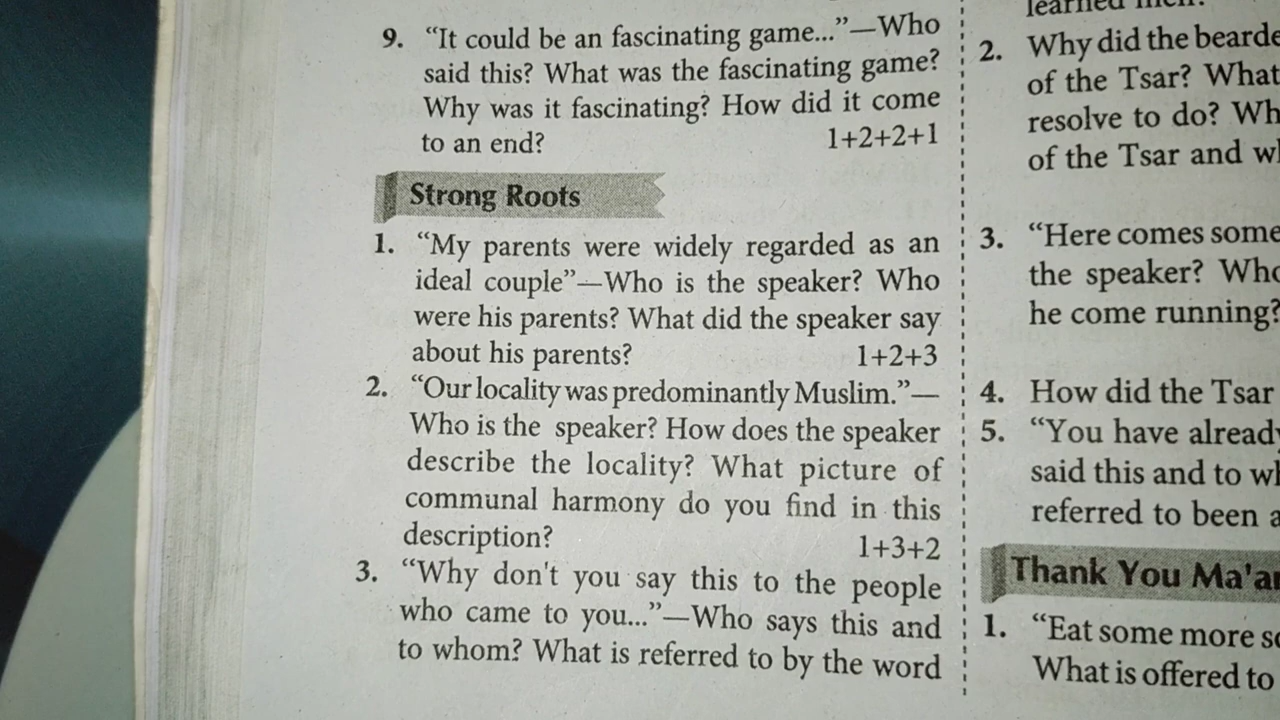 9. “It could be an fascinating game...”—Who
said this? What was the fascinating game?
Why was it fascinating? How did it come
to an end? 1+2+2+1
Strong Roots
1. “My parents were widely regarded as an
ideal couple”—Who is the speaker? Who
were his parents? What did the speaker say
about his parents? 1+2+3
2. “Our locality was predominantly Muslim.”—
Who is the speaker? How does the speaker
describe the locality? What picture of
communal harmony do you find in this
description? 1+3+2
3. “Why don't you say this to the people
who came to you...”—Who says this and
to whom? What is referred to by the word
learned men.
2. Why did the bearde
of the Tsar? What
resolve to do? Wh
of the Tsar and wh
3. “Here comes some
the speaker? Who
he come running?
4. How did the Tsar
5. “You have already
said this and to wh
referred to been a
Thank You Ma'am
1. “Eat some more so
What is offered to